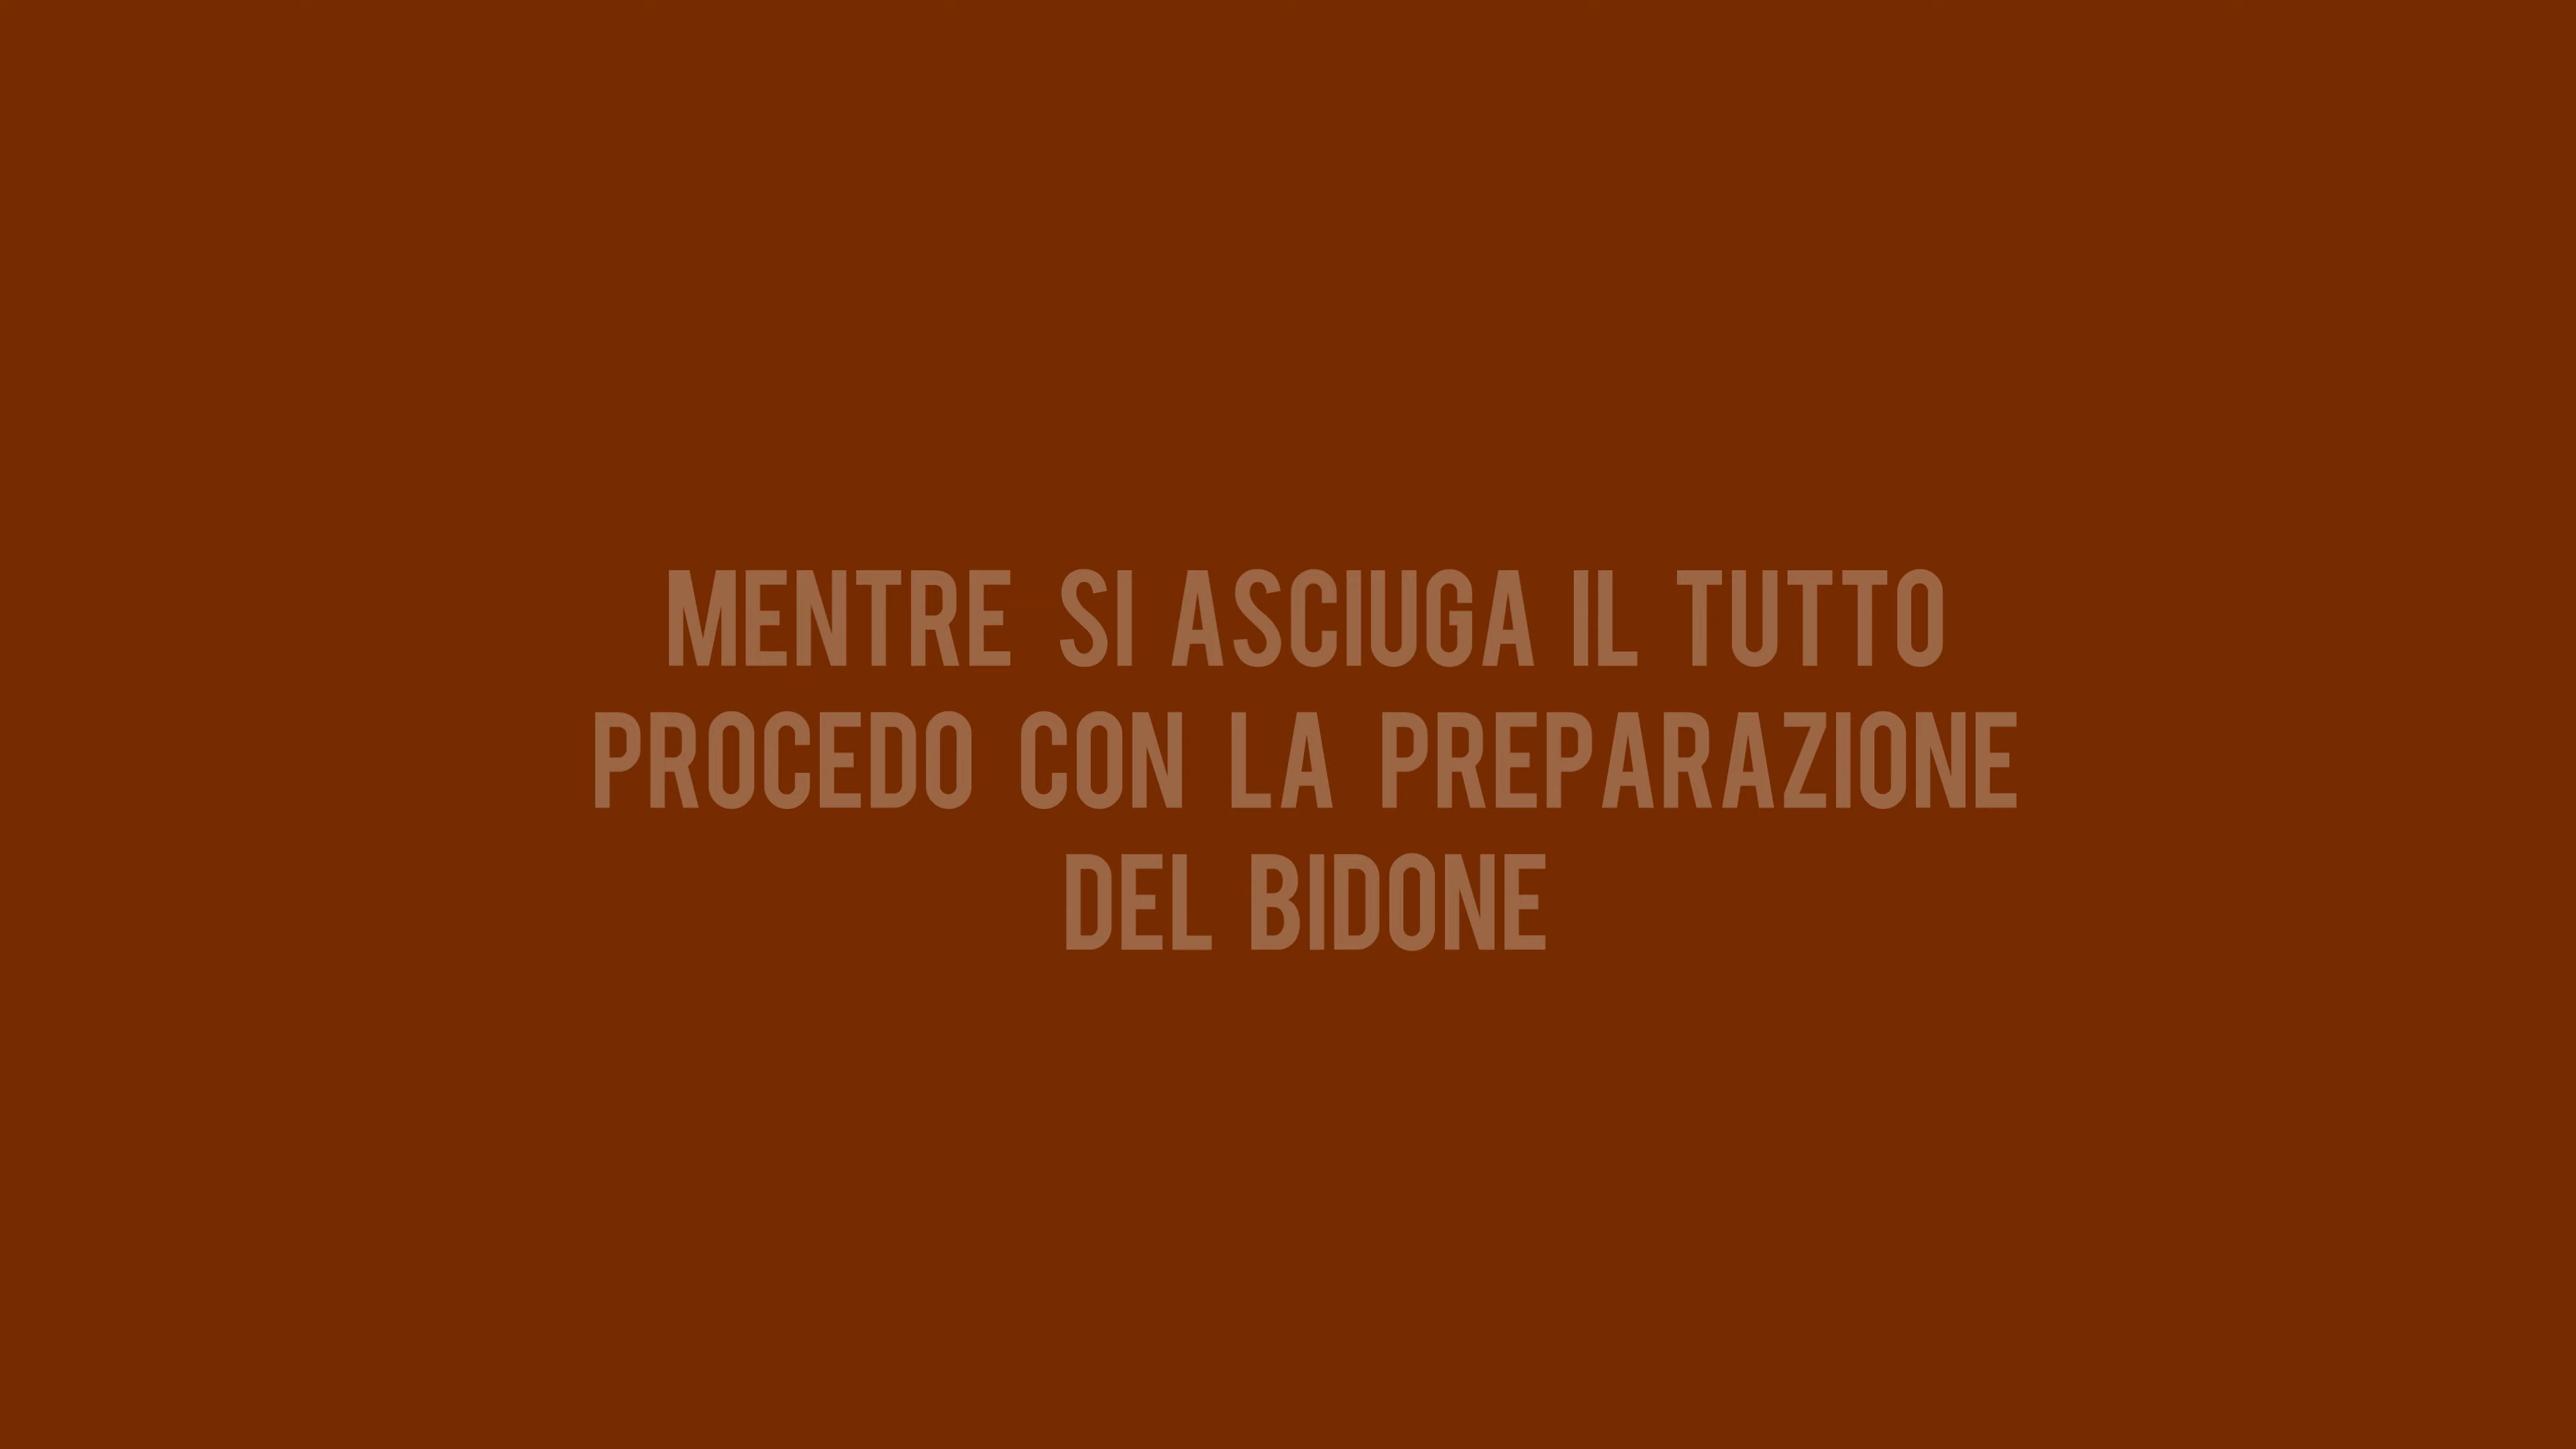 MENTRE SI ASCIUGA IL TUTTO
PROCEDO CON LA PREPARAZIONE
DEL BIDONE